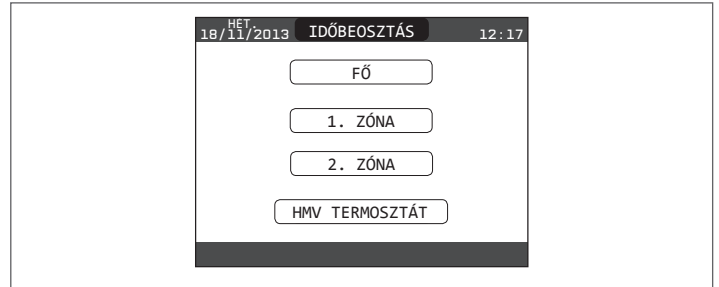 HÉT.
18/11/2013 IDŐBEOSZTÁS 12:17
FŐ
1. ZÓNA
2. ZÓNA
HMV TERMOSZTÁT